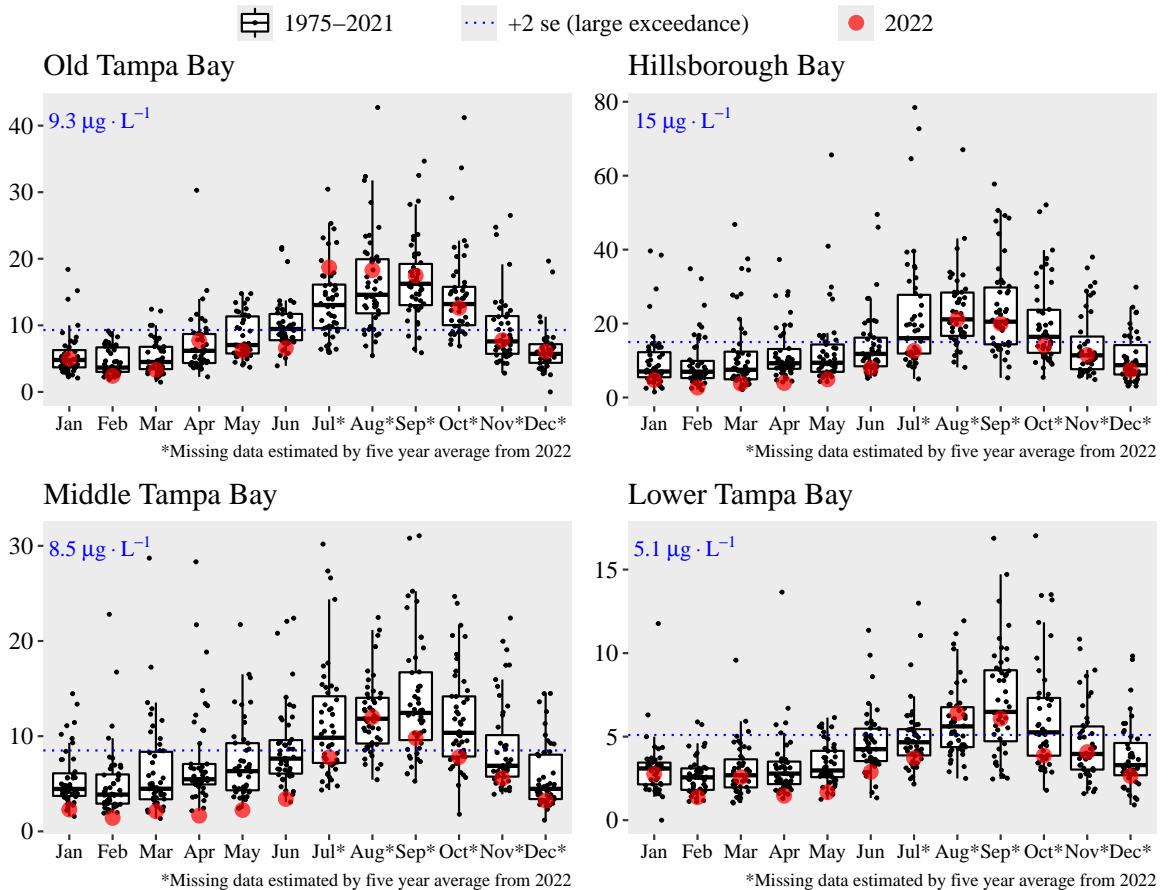 1975–2021 +2 se (large exceedance) 2022
Old Tampa Bay
9.3 μg · L⁻¹
40
30
20
10
0
Jan Feb Mar Apr May Jun Jul* Aug* Sep* Oct* Nov* Dec*
*Missing data estimated by five year average from 2022
Hillsborough Bay
15 μg · L⁻¹
80
60
40
20
0
Jan Feb Mar Apr May Jun Jul* Aug* Sep* Oct* Nov* Dec*
*Missing data estimated by five year average from 2022
Middle Tampa Bay
8.5 μg · L⁻¹
30
20
10
0
Jan Feb Mar Apr May Jun Jul* Aug* Sep* Oct* Nov* Dec*
*Missing data estimated by five year average from 2022
Lower Tampa Bay
5.1 μg · L⁻¹
15
10
5
0
Jan Feb Mar Apr May Jun Jul* Aug* Sep* Oct* Nov* Dec*
*Missing data estimated by five year average from 2022